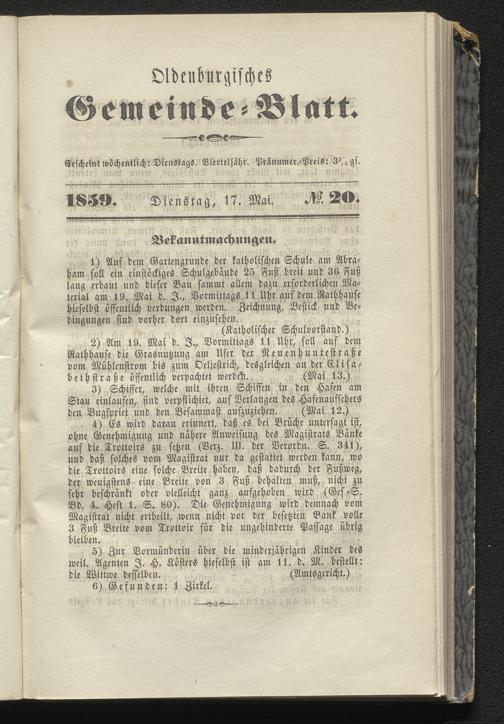 Oldenburgisches
Gemeinde-Blatt.
Erscheint wöchentlich: Dienstags. Vierteljähr. Pränumer.-Preis: 3¾ gf.
1859. Dienstag, 17. Mai. № 20.
Bekanntmachungen.
1) Auf dem Gartengrunde der katholischen Schule am Abra-
ham soll ein einstöckiges Schulgebäude 25 Fuß breit und 36 Fuß
lang erbaut und dieser Bau sammt allem dazu erforderlichen Ma-
terial am 19. Mai d. J., Vormittags 11 Uhr auf dem Rathhause
hieselbst öffentlich verdungen werden. Zeichnung, Bestick und Be-
dingungen sind vorher dort einzusehen.
(Katholischer Schulvorstand.)
2) Am 19. Mai d. J., Vormittags 11 Uhr, soll auf dem
Rathhause die Grasnutzung am Ufer der Neuenhuntestraße
vom Mühlenstrom bis zum Oeljestrich, desgleichen an der Elisa-
bethstraße öffentlich verpachtet werden. (Mai 13.)
3) Schiffer, welche mit ihren Schiffen in den Hafen am
Stau einlaufen, sind verpflichtet, auf Verlangen des Hafenaufsehers
den Bugspriet und den Besammast aufzuziehen. (Mai 12.)
4) Es wird daran erinnert, daß es bei Brüche untersagt ist,
ohne Genehmigung und nähere Anweisung des Magistrats Bänke
auf die Trottoirs zu setzen (Verz. III. der Verordn. S. 341),
und daß solches vom Magistrat nur da gestattet werden kann, wo
die Trottoirs eine solche Breite haben, daß dadurch der Fußweg,
der wenigstens eine Breite von 3 Fuß behalten muß, nicht zu
sehr beschränkt oder vielleicht ganz aufgehoben wird (Ges.-S.
Bd. 4. Heft 1. S. 80). Die Genehmigung wird demnach vom
Magistrat nicht ertheilt, wenn nicht vor der besetzten Bank volle
3 Fuß Breite vom Trottoir für die ungehinderte Passage übrig
bleiben.
5) Zur Vormünderin über die minderjährigen Kinder des
weil. Agenten J. H. Kösters hieselbst ist am 11. d. M. bestellt:
die Wittwe desselben. (Amtsgericht.)
6) Gefunden: 1 Zirkel.